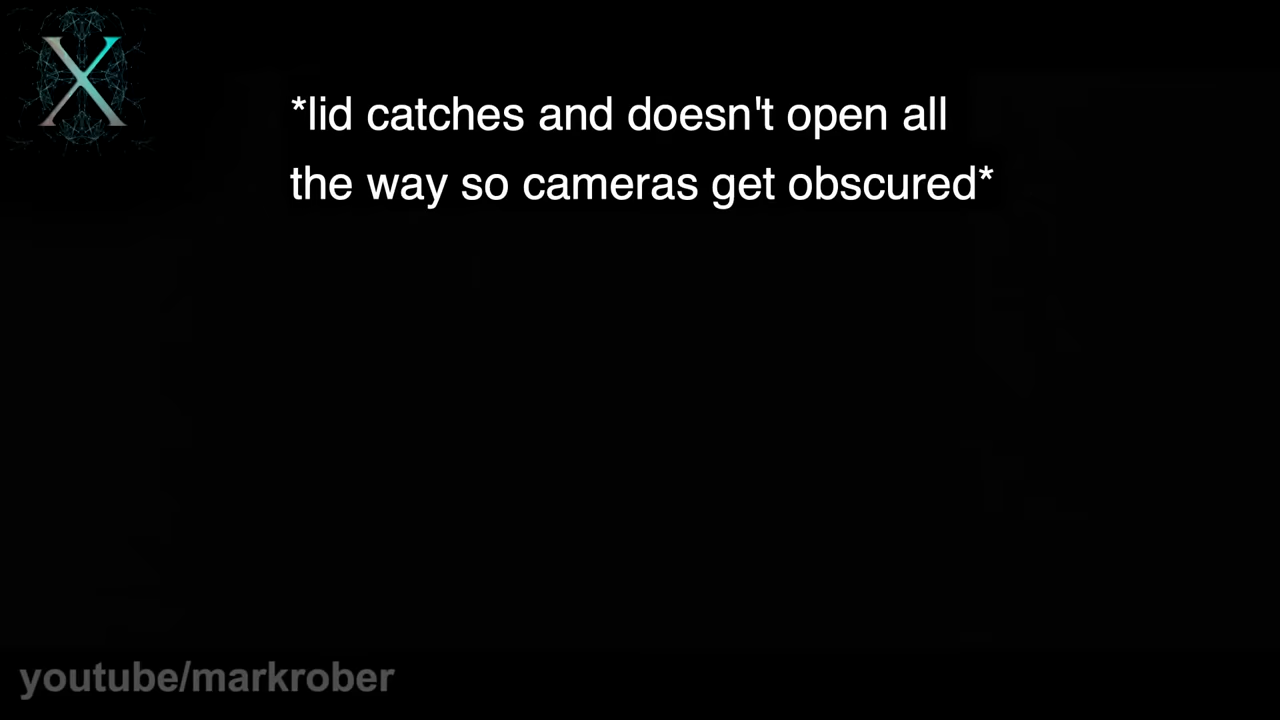 X
*lid catches and doesn't open all
the way so cameras get obscured*
youtube/markrober